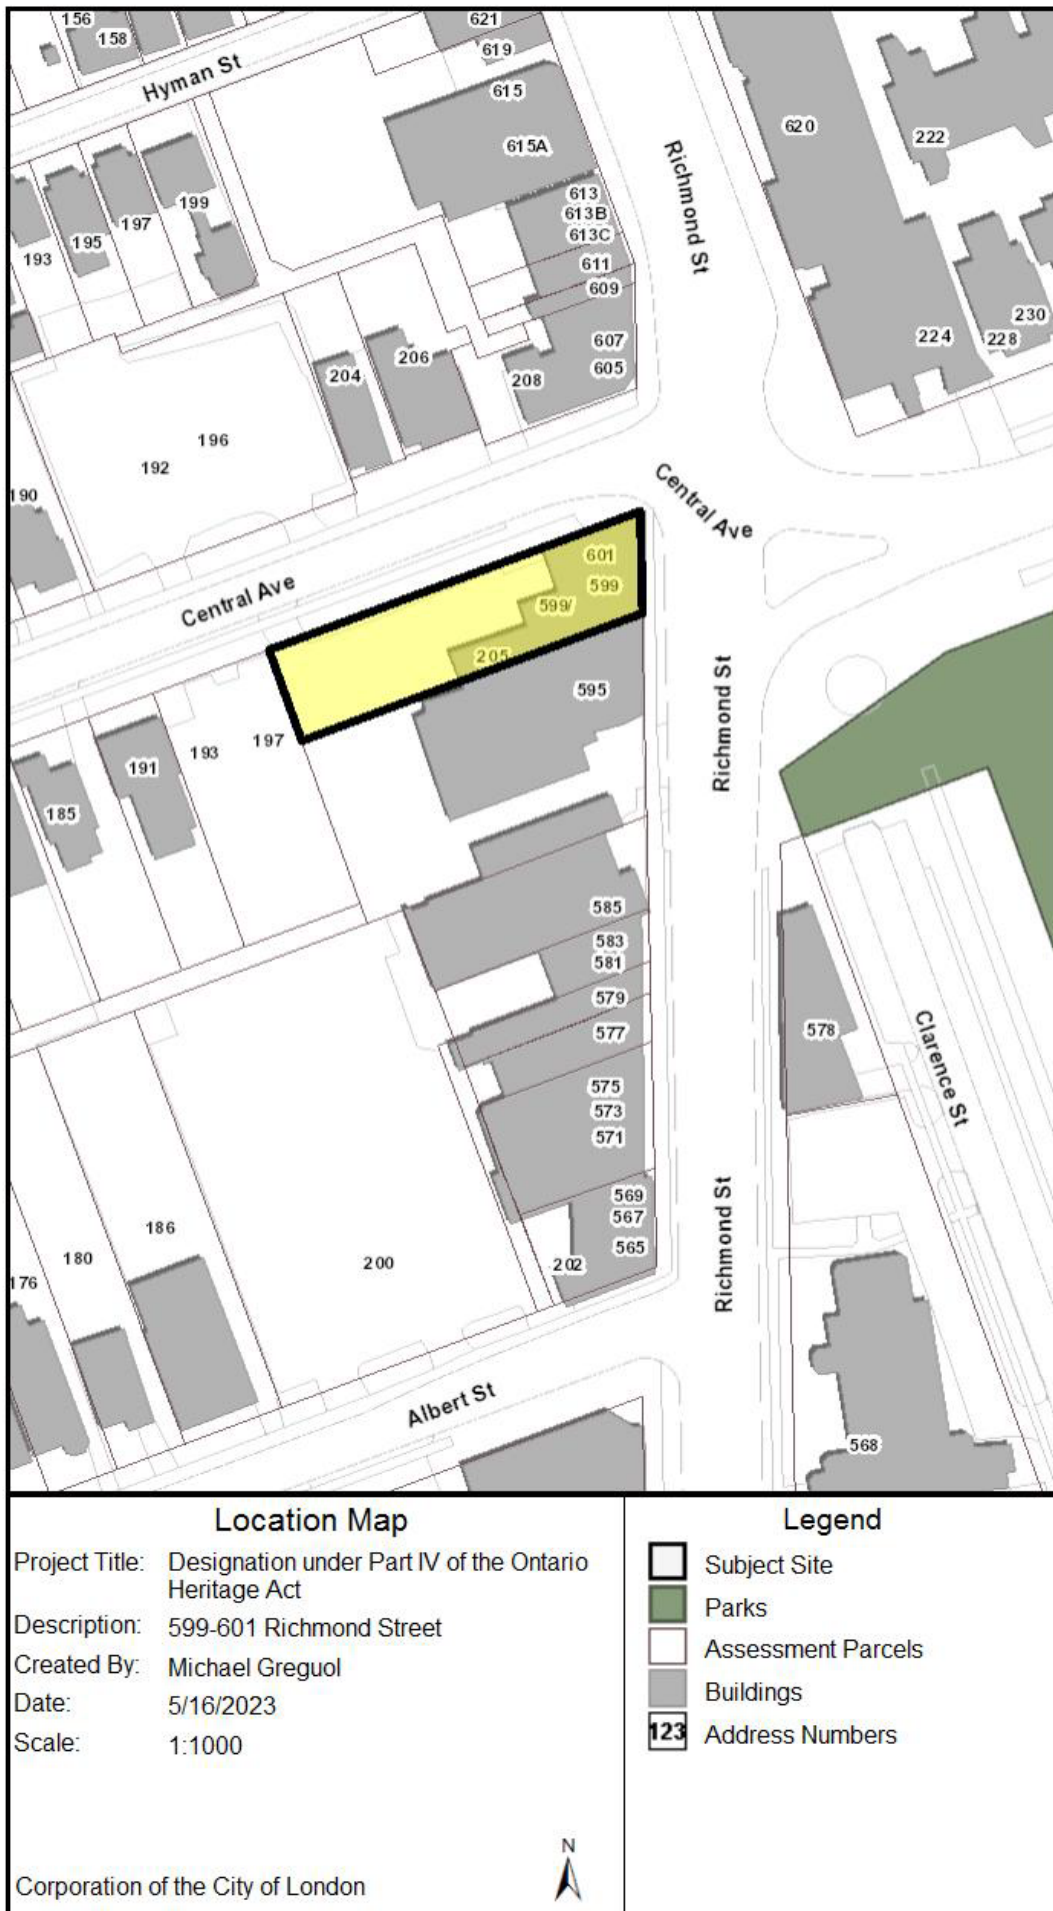 156
158
621
619
Hyman St
615
615A
620
222
Richmond St
613
613B
613C
199
197
195
193
611
609
230
228
224
607
605
206
204
208
196
192
190
Central Ave
601
599
599/
205
Central Ave
595
Richmond St
197
193
191
185
585
583
581
579
577
578
Clarence St
575
573
571
569
567
565
Richmond St
186
180
176
200
202
Albert St
568
Location Map
Project Title: Designation under Part IV of the Ontario
Heritage Act
Description: 599-601 Richmond Street
Created By: Michael Greguol
Date: 5/16/2023
Scale: 1:1000
N
Corporation of the City of London
Legend
Subject Site
Parks
Assessment Parcels
Buildings
123 Address Numbers